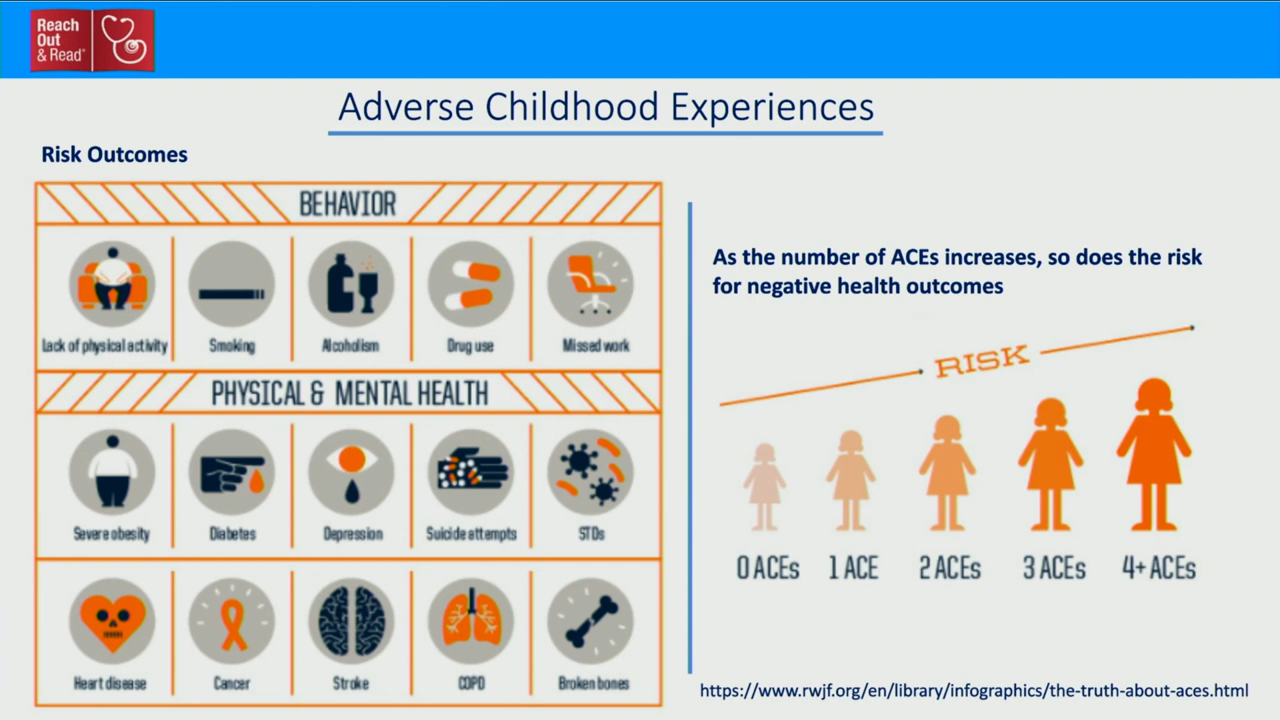 Reach
Out
& Read®
Adverse Childhood Experiences
Risk Outcomes
BEHAVIOR
Lack of physical activity
Smoking
Alcoholism
Drug use
Missed work
PHYSICAL & MENTAL HEALTH
Severe obesity
Diabetes
Depression
Suicide attempts
STDs
Heart disease
Cancer
Stroke
COPD
Broken bones
As the number of ACEs increases, so does the risk
for negative health outcomes
RISK
0 ACEs
1 ACE
2 ACEs
3 ACEs
4+ ACEs
https://www.rwjf.org/en/library/infographics/the-truth-about-aces.html